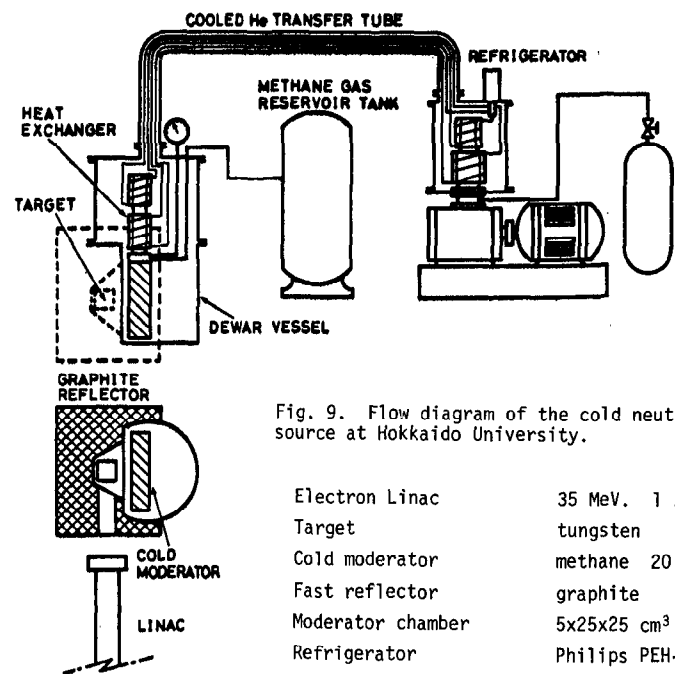 COOLED He TRANSFER TUBE
REFRIGERATOR
METHANE GAS
RESERVOIR TANK
HEAT
EXCHANGER
TARGET
DEWAR VESSEL
GRAPHITE
REFLECTOR
COLD
MODERATOR
LINAC
Fig. 9. Flow diagram of the cold neut
source at Hokkaido University.
Electron Linac 35 MeV. 1
Target tungsten
Cold moderator methane 20
Fast reflector graphite
Moderator chamber 5x25x25 cm³
Refrigerator Philips PEH-